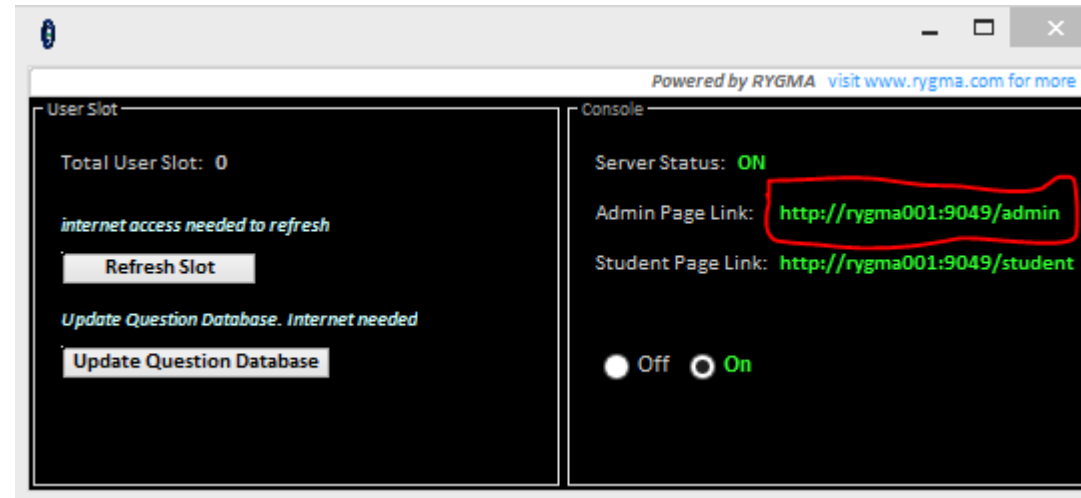 Powered by RYGMA visit www.rygma.com for more
User Slot
Total User Slot: 0
internet access needed to refresh
Refresh Slot
Update Question Database. Internet needed
Update Question Database
Console
Server Status: ON
Admin Page Link: http://rygma001:9049/admin
Student Page Link: http://rygma001:9049/student
Off On